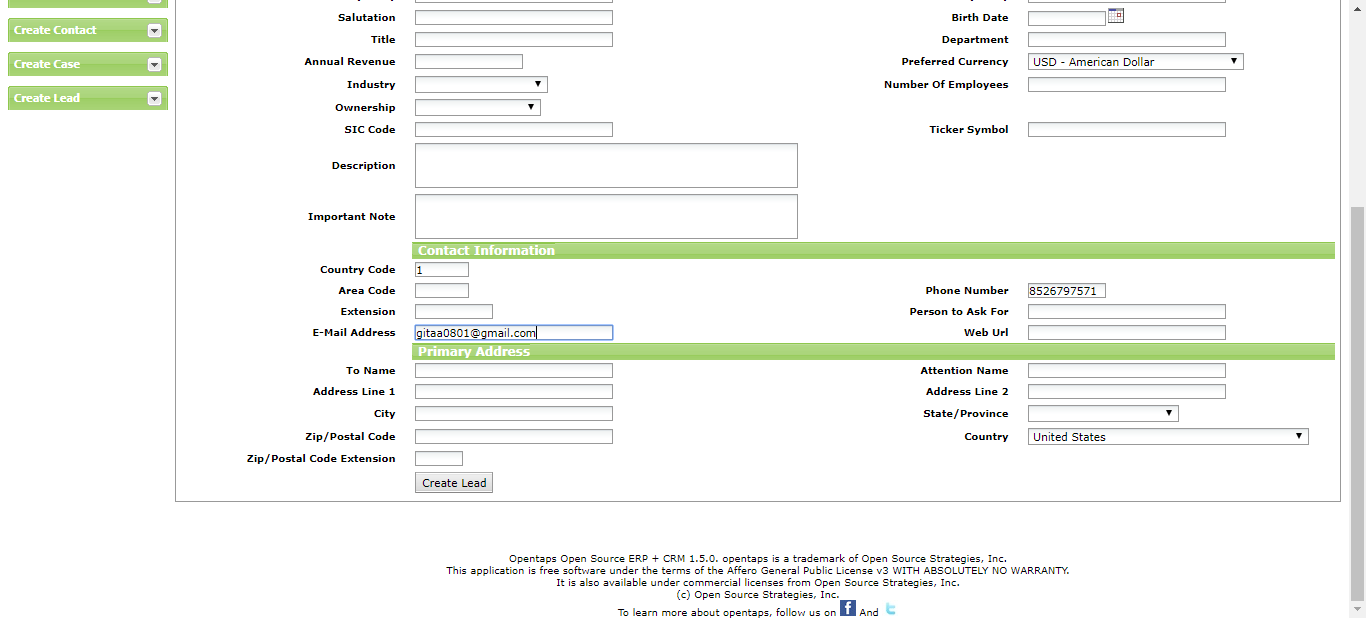 Salutation Birth Date
Create Contact
Title Department
Annual Revenue Preferred Currency USD - American Dollar
Create Case
Industry Number Of Employees
Create Lead
Ownership
SIC Code Ticker Symbol
Description
Important Note
Contact Information
Country Code 1
Area Code Phone Number 8526797571
Extension Person to Ask For
E-Mail Address gitaa0801@gmail.com Web Url
Primary Address
To Name Attention Name
Address Line 1 Address Line 2
City State/Province
Zip/Postal Code Country United States
Zip/Postal Code Extension
Create Lead
Opentaps Open Source ERP + CRM 1.5.0. opentaps is a trademark of Open Source Strategies, Inc.
This application is free software under the terms of the Affero General Public License v3 WITH ABSOLUTELY NO WARRANTY.
It is also available under commercial licenses from Open Source Strategies, Inc.
(c) Open Source Strategies, Inc.
To learn more about opentaps, follow us on f And t